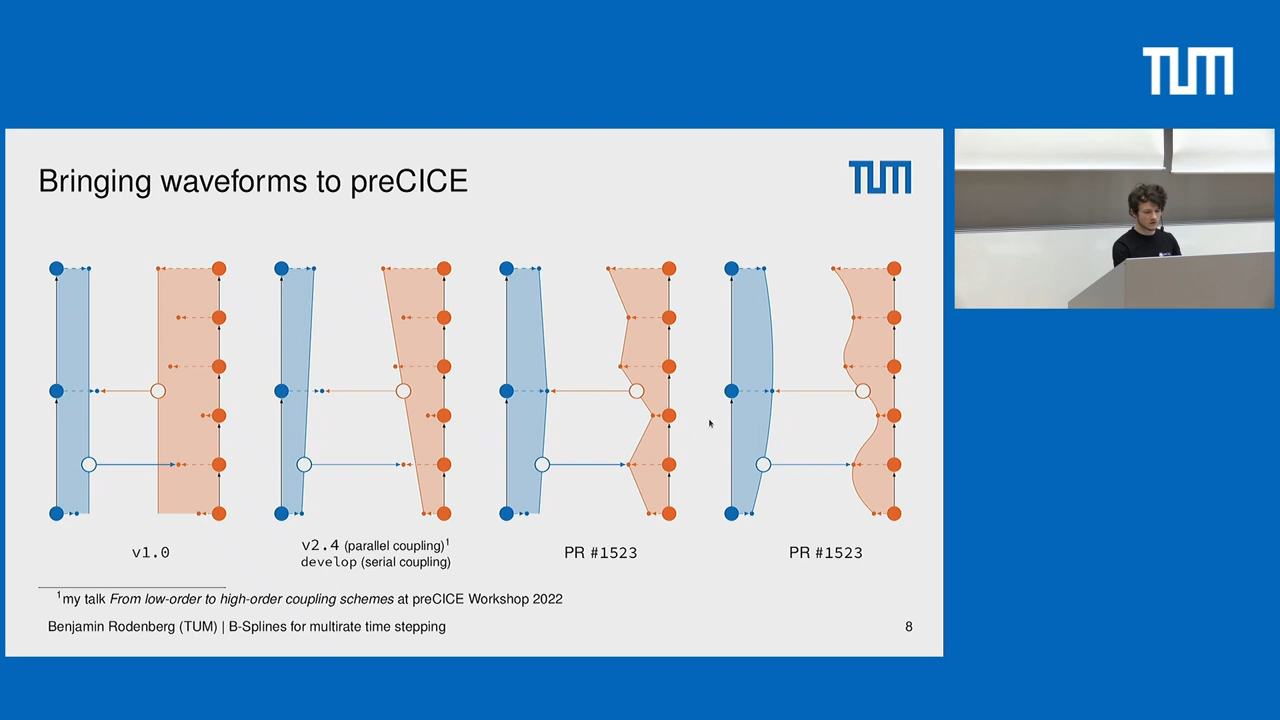 TUM
Bringing waveforms to preCICE
TUM
v1.0
v2.4 (parallel coupling)¹
develop (serial coupling)
PR #1523
PR #1523
¹my talk From low-order to high-order coupling schemes at preCICE Workshop 2022
Benjamin Rodenberg (TUM) | B-Splines for multirate time stepping
8